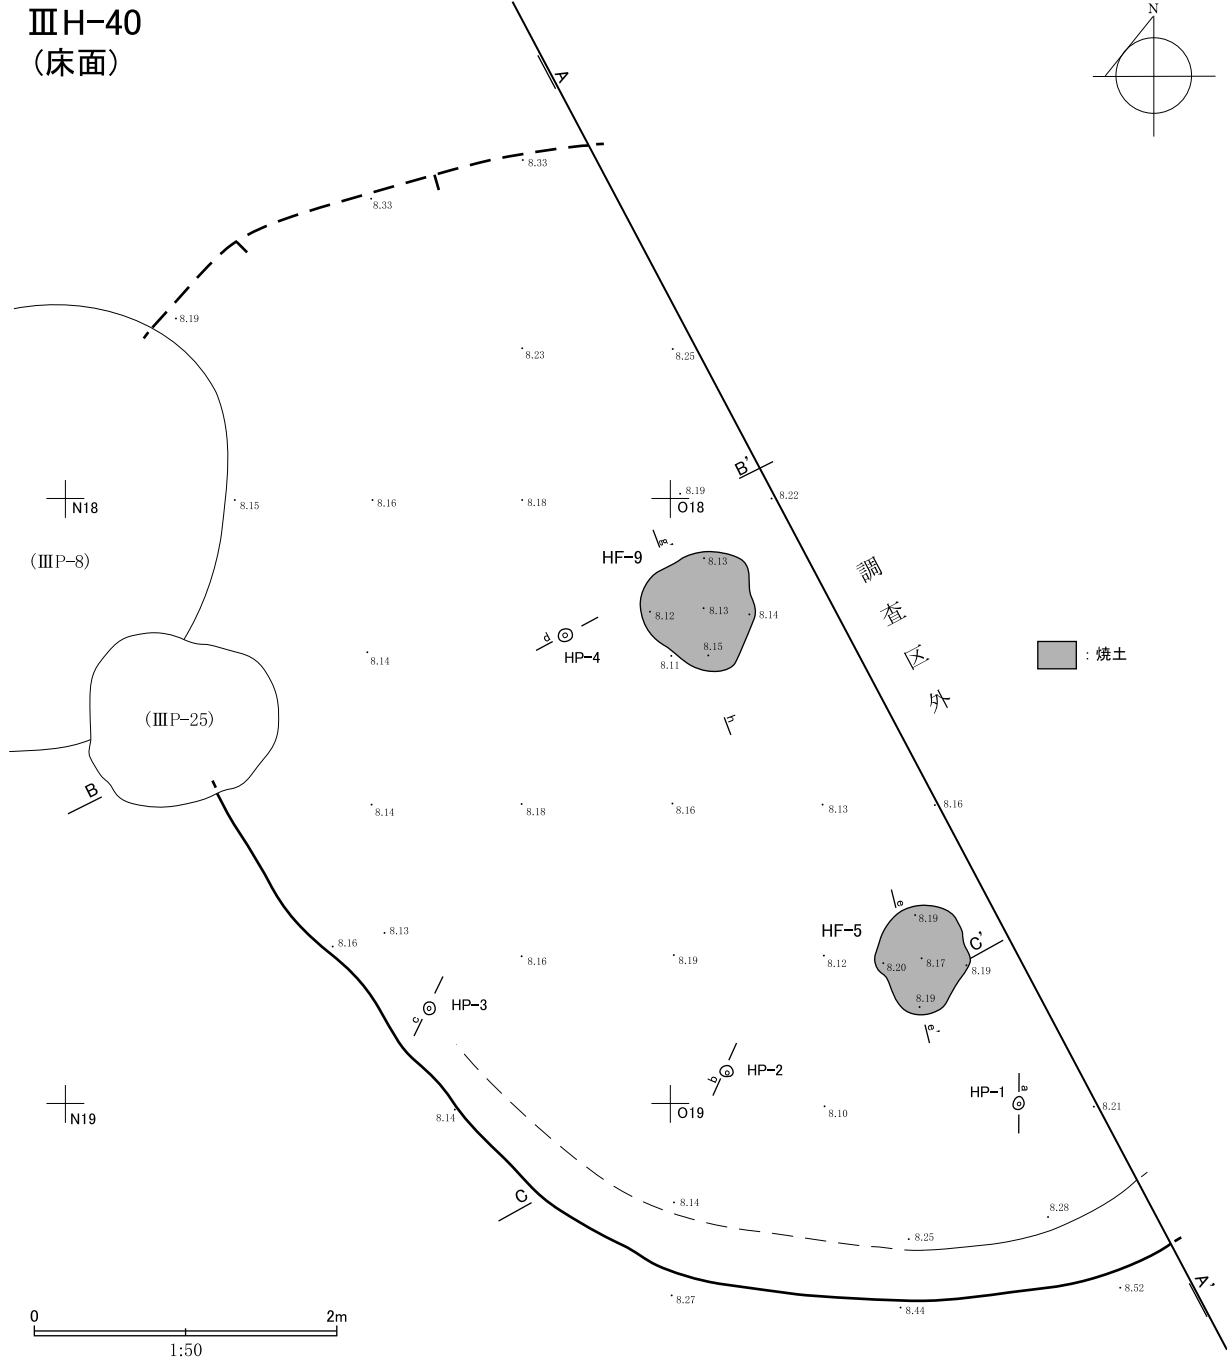 ⅢH-40
(床面)
N
A
8.33
8.33
8.19
8.23
8.25
B'
N18
8.15
8.16
8.18
8.19
O18
8.22
(ⅢP-8)
g'
HF-9
8.13
8.12
8.13
8.14
8.15
8.11
調査区外
d
HP-4
8.14
:焼土
(ⅢP-25)
h
B
8.14
8.18
8.16
8.13
8.16
e
HF-5
8.19
C'
8.16
8.13
8.16
8.19
8.12
8.20
8.17
8.19
8.19
c
HP-3
e'
b
HP-2
HP-1
a
N19
8.14
O19
8.10
8.21
C
8.14
8.25
8.28
A'
8.27
8.44
8.52
0
2m
1:50